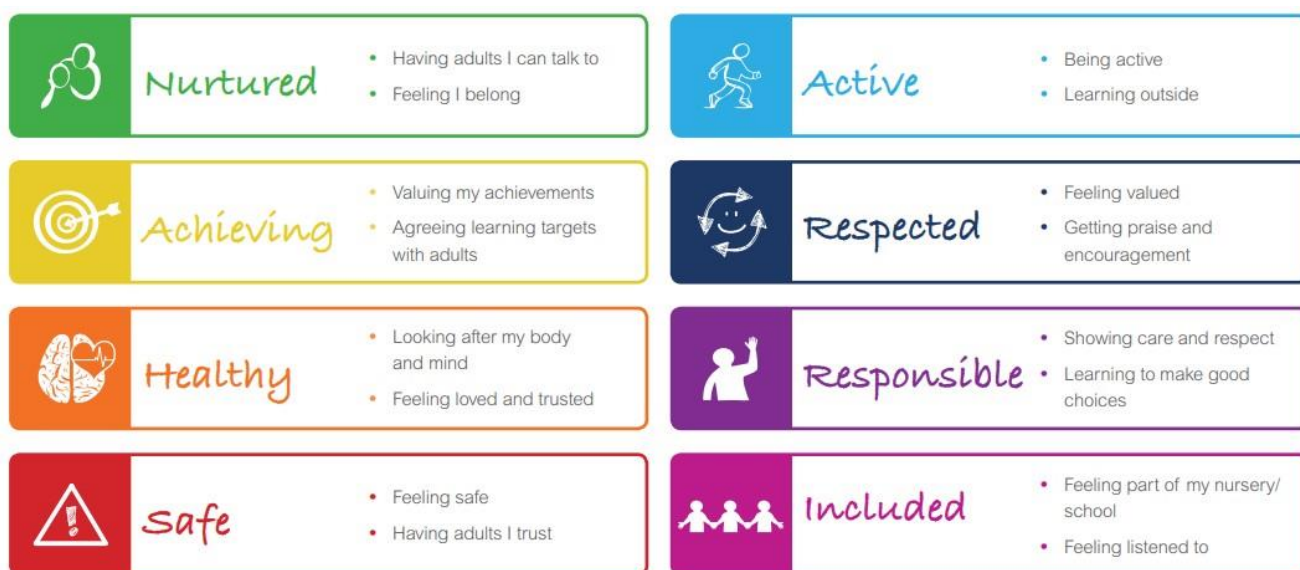 Nurtured
Having adults I can talk to
Feeling I belong
Active
Being active
Learning outside
Achieving
Valuing my achievements
Agreeing learning targets
with adults
Respected
Feeling valued
Getting praise and
encouragement
Healthy
Looking after my body
and mind
Feeling loved and trusted
Responsible
Showing care and respect
Learning to make good
choices
Safe
Feeling safe
Having adults I trust
Included
Feeling part of my nursery/
school
Feeling listened to